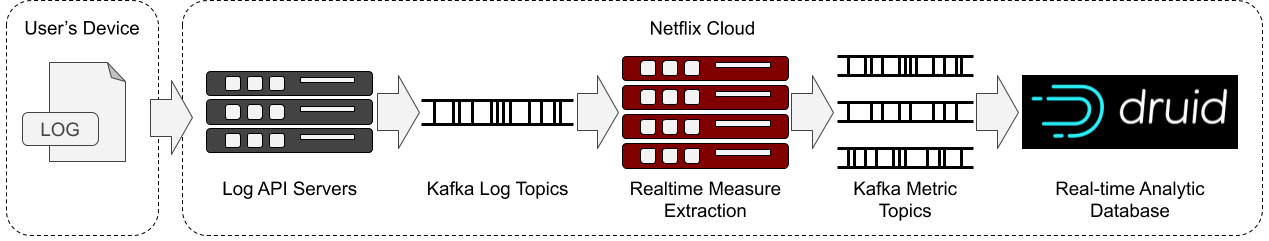 User's Device
Netflix Cloud
LOG
druid
Log API Servers
Kafka Log Topics
Realtime Measure
Extraction
Kafka Metric
Topics
Real-time Analytic
Database